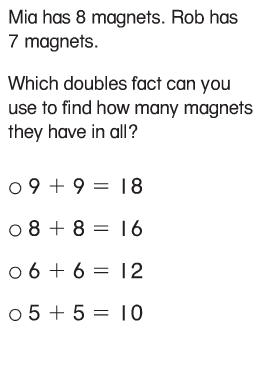 Mia has 8 magnets. Rob has
7 magnets.
Which doubles fact can you
use to find how many magnets
they have in all?
9 + 9 = 18
8 + 8 = 16
6 + 6 = 12
5 + 5 = 10